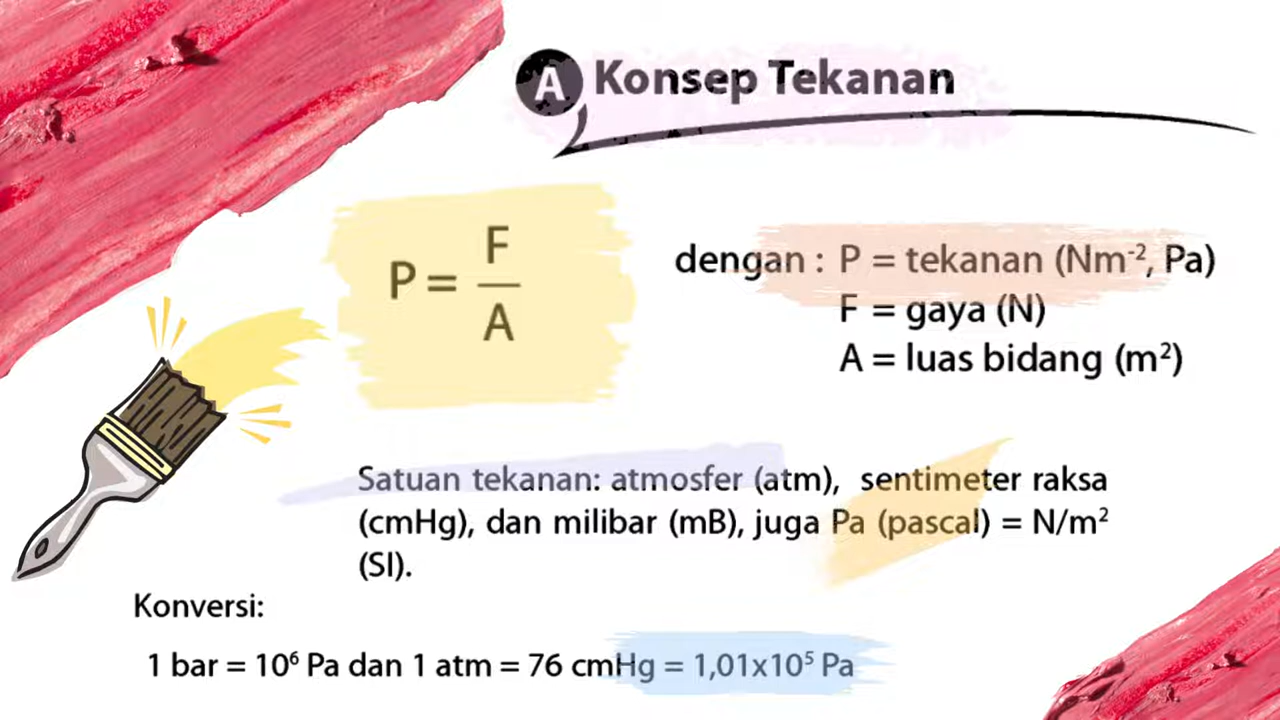 A Konsep Tekanan
P = F/A
dengan : P = tekanan (Nm⁻², Pa)
F = gaya (N)
A = luas bidang (m²)
Satuan tekanan: atmosfer (atm), sentimeter raksa
(cmHg), dan milibar (mB), juga Pa (pascal) = N/m²
(SI).
Konversi:
1 bar = 10⁶ Pa dan 1 atm = 76 cmHg = 1,01x10⁵ Pa